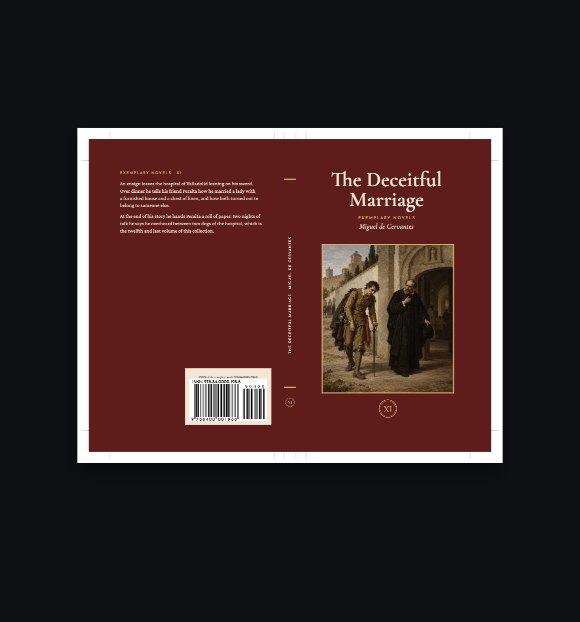 EXEMPLARY NOVELS XI
An ensign leaves the hospital of Valladolid leaning on his sword.
Over dinner he tells his friend Peralta how he married a lady with
a furnished house and a chest of linen, and how both turned out to
belong to someone else.
At the end of his story he hands Peralta a roll of paper: two nights of
talk he says he overheard between two dogs of the hospital, which is
the twelfth and last volume of this collection.
THE DECEITFUL MARRIAGE MIGUEL DE CERVANTES
XI
The Deceitful
Marriage
EXEMPLARY NOVELS
Miguel de Cervantes
XI